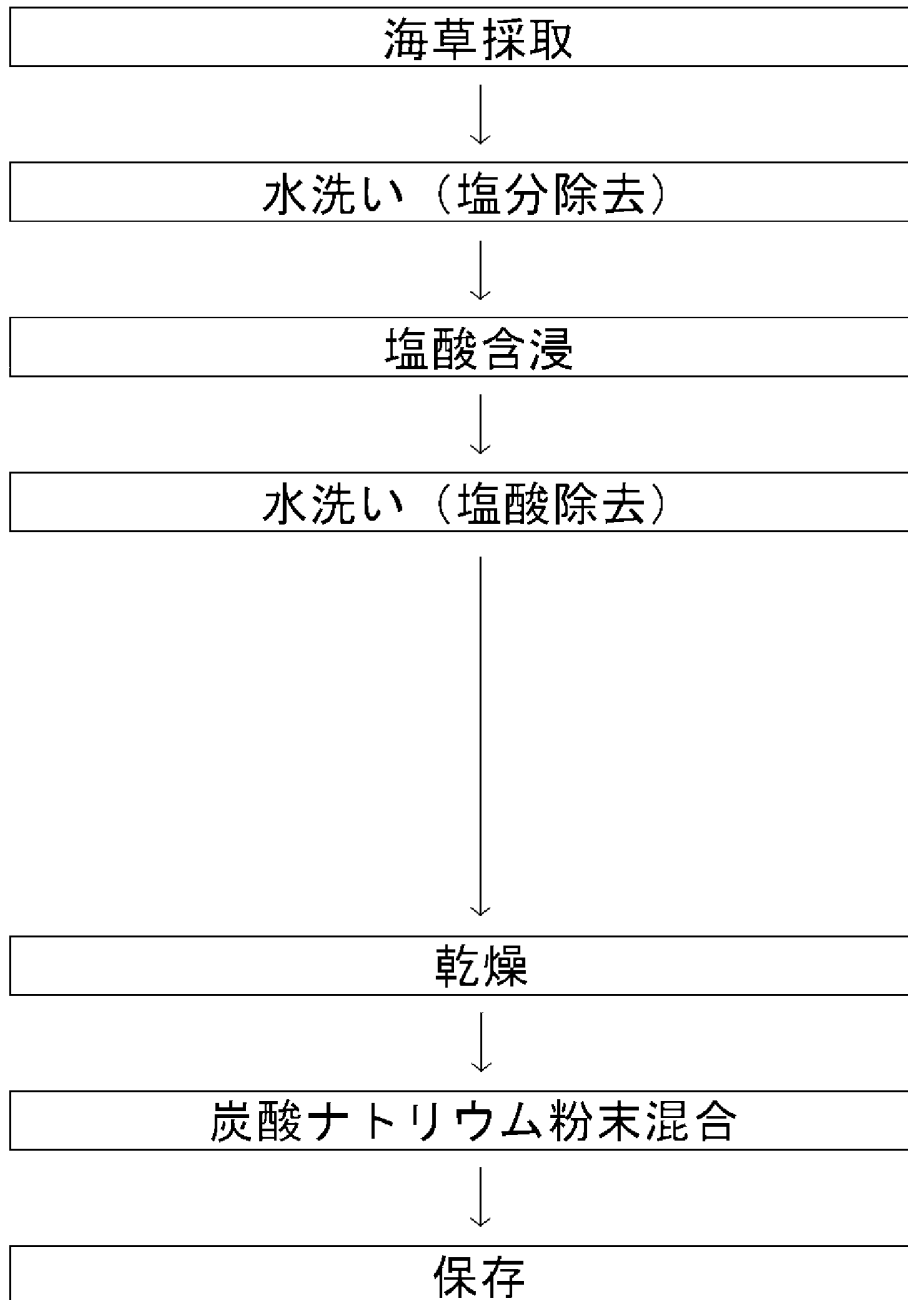 海草採取
水洗い（塩分除去）
塩酸含浸
水洗い（塩酸除去）
乾燥
炭酸ナトリウム粉末混合
保存